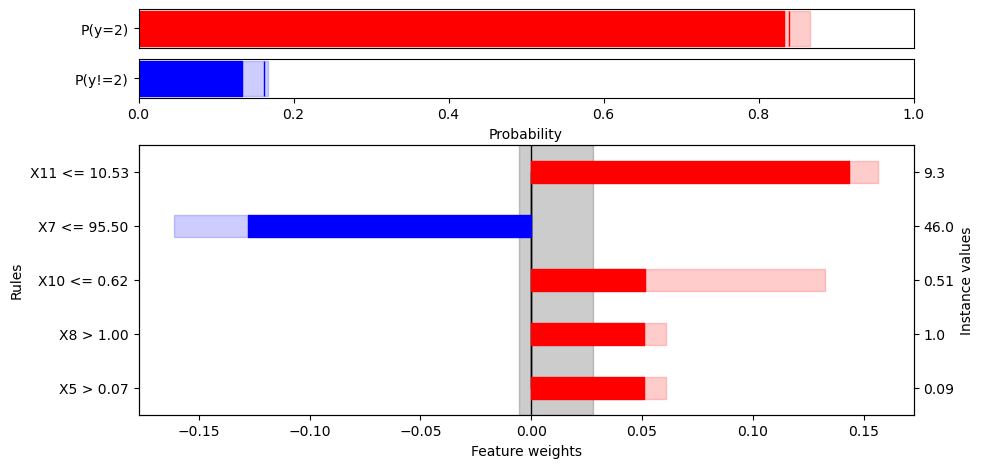 P(y=2)
P(y!=2)
0.0 0.2 0.4 0.6 0.8 1.0
Probability
X11 <= 10.53 9.3
X7 <= 95.50 46.0
X10 <= 0.62 0.51
X8 > 1.00 1.0
X5 > 0.07 0.09
Rules
Instance values
−0.15 −0.10 −0.05 0.00 0.05 0.10 0.15
Feature weights